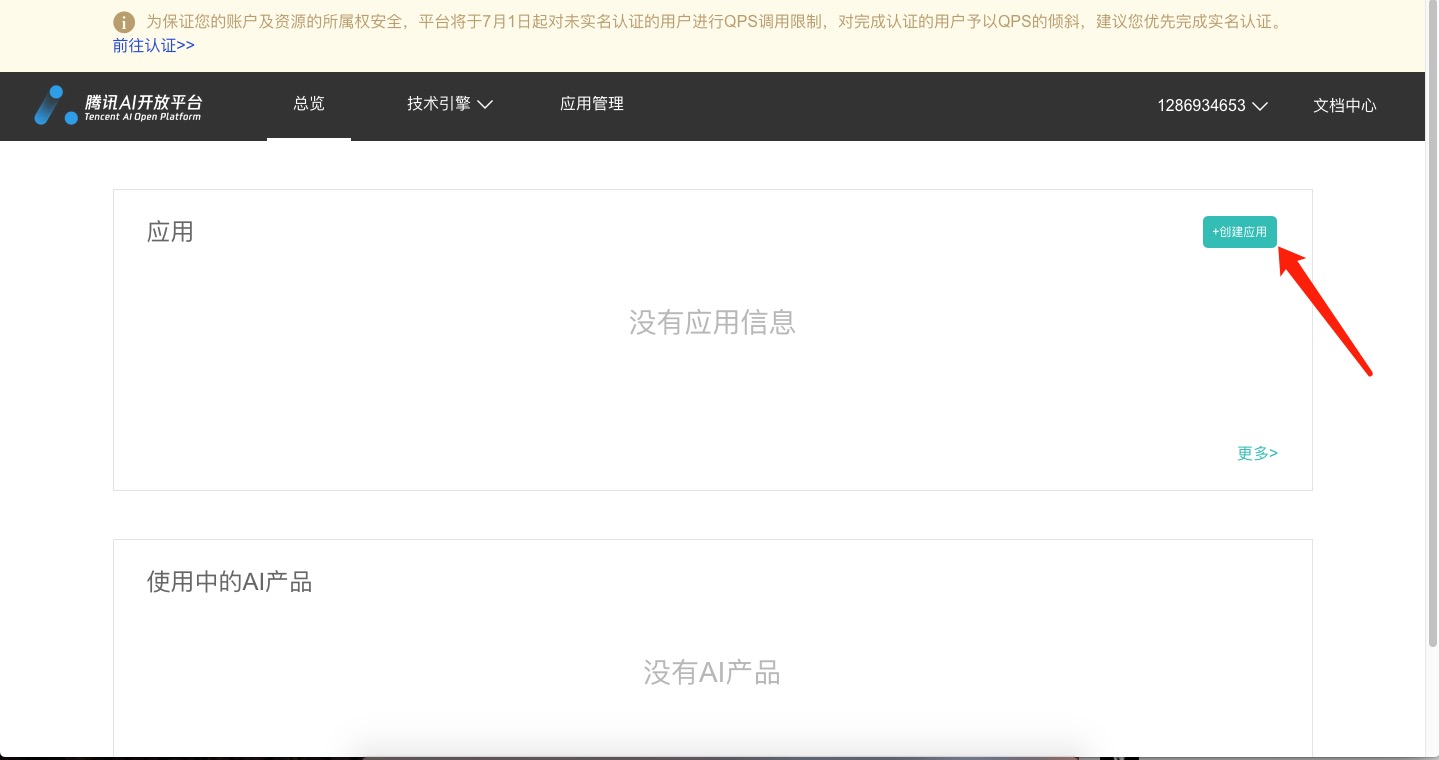 为保证您的账户及资源的所属权安全，平台将于7月1日起对未实名认证的用户进行QPS调用限制，对完成认证的用户予以QPS的倾斜，建议您优先完成实名认证。
前往认证>>
腾讯AI开放平台
Tencent AI Open Platform
总览
技术引擎
应用管理
1286934653
文档中心
应用
+创建应用
没有应用信息
更多>
使用中的AI产品
没有AI产品